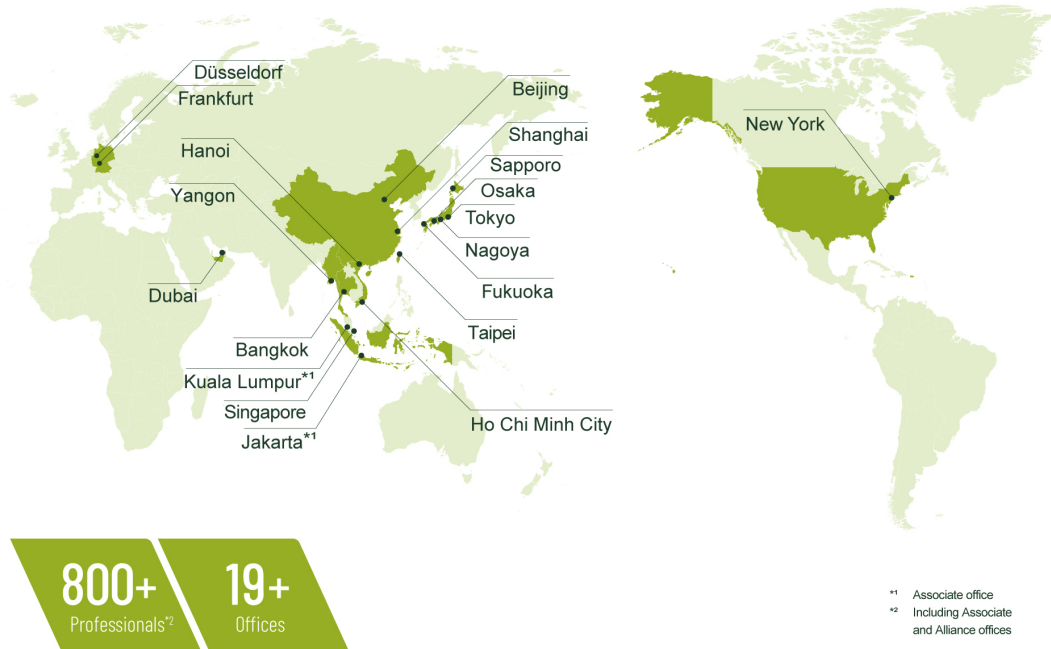 Düsseldorf
Frankfurt
Beijing
Shanghai
Hanoi
Sapporo
Yangon
Osaka
Tokyo
Nagoya
Dubai
Fukuoka
Taipei
Bangkok
Kuala Lumpur*¹
Singapore
Jakarta*¹
Ho Chi Minh City
New York
800+
Professionals*²
19+
Offices
*¹ Associate office
*² Including Associate
and Alliance offices